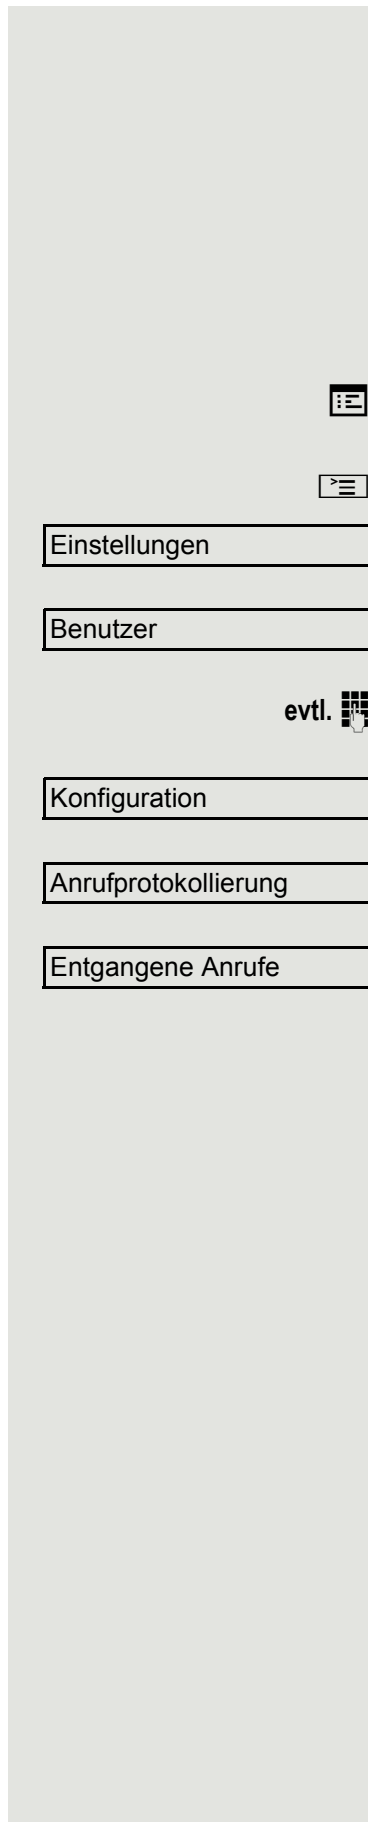 Einstellungen
Benutzer
evtl.
Konfiguration
Anrufprotokollierung
Entgangene Anrufe